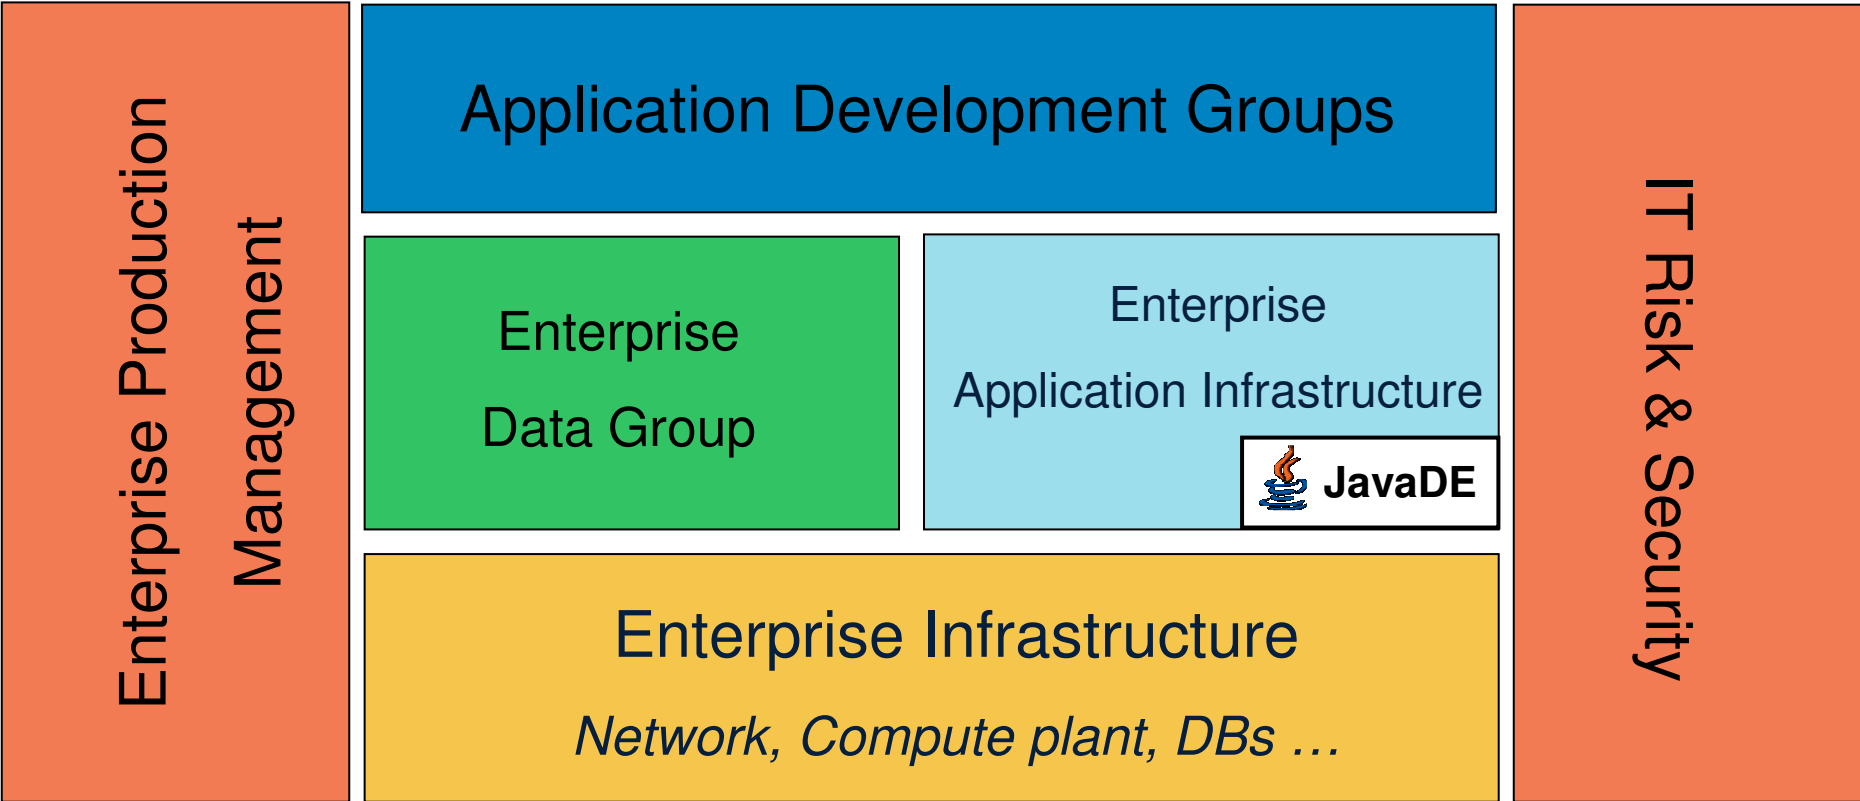 Enterprise Production
Management
Application Development Groups
Enterprise
Data Group
Enterprise
Application Infrastructure
JavaDE
Enterprise Infrastructure
Network, Compute plant, DBs …
IT Risk & Security